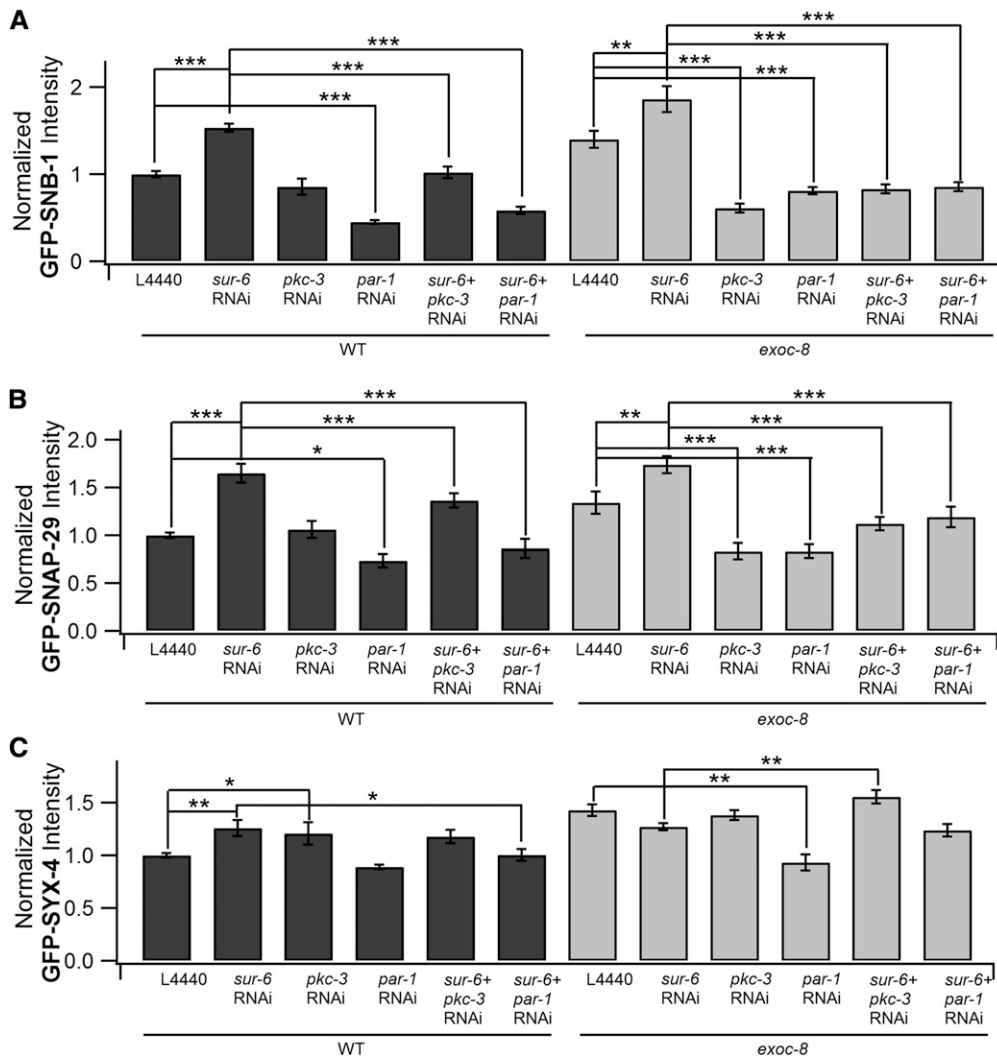 A
Normalized
GFP-SNB-1 Intensity
2
1
0
***
***
***
***
**
***
***
***
L4440
sur-6
RNAi
pkc-3
RNAi
par-1
RNAi
sur-6+
pkc-3
RNAi
sur-6+
par-1
RNAi
WT
L4440
sur-6
RNAi
pkc-3
RNAi
par-1
RNAi
sur-6+
pkc-3
RNAi
sur-6+
par-1
RNAi
exoc-8
B
Normalized
GFP-SNAP-29 Intensity
2.0
1.5
1.0
0.5
0.0
***
***
***
*
***
**
***
***
***
L4440
sur-6
RNAi
pkc-3
RNAi
par-1
RNAi
sur-6+
pkc-3
RNAi
sur-6+
par-1
RNAi
WT
L4440
sur-6
RNAi
pkc-3
RNAi
par-1
RNAi
sur-6+
pkc-3
RNAi
sur-6+
par-1
RNAi
exoc-8
C
Normalized
GFP-SYX-4 Intensity
1.5
1.0
0.5
0.0
*
**
*
**
**
L4440
sur-6
RNAi
pkc-3
RNAi
par-1
RNAi
sur-6+
pkc-3
RNAi
sur-6+
par-1
RNAi
WT
L4440
sur-6
RNAi
pkc-3
RNAi
par-1
RNAi
sur-6+
pkc-3
RNAi
sur-6+
par-1
RNAi
exoc-8